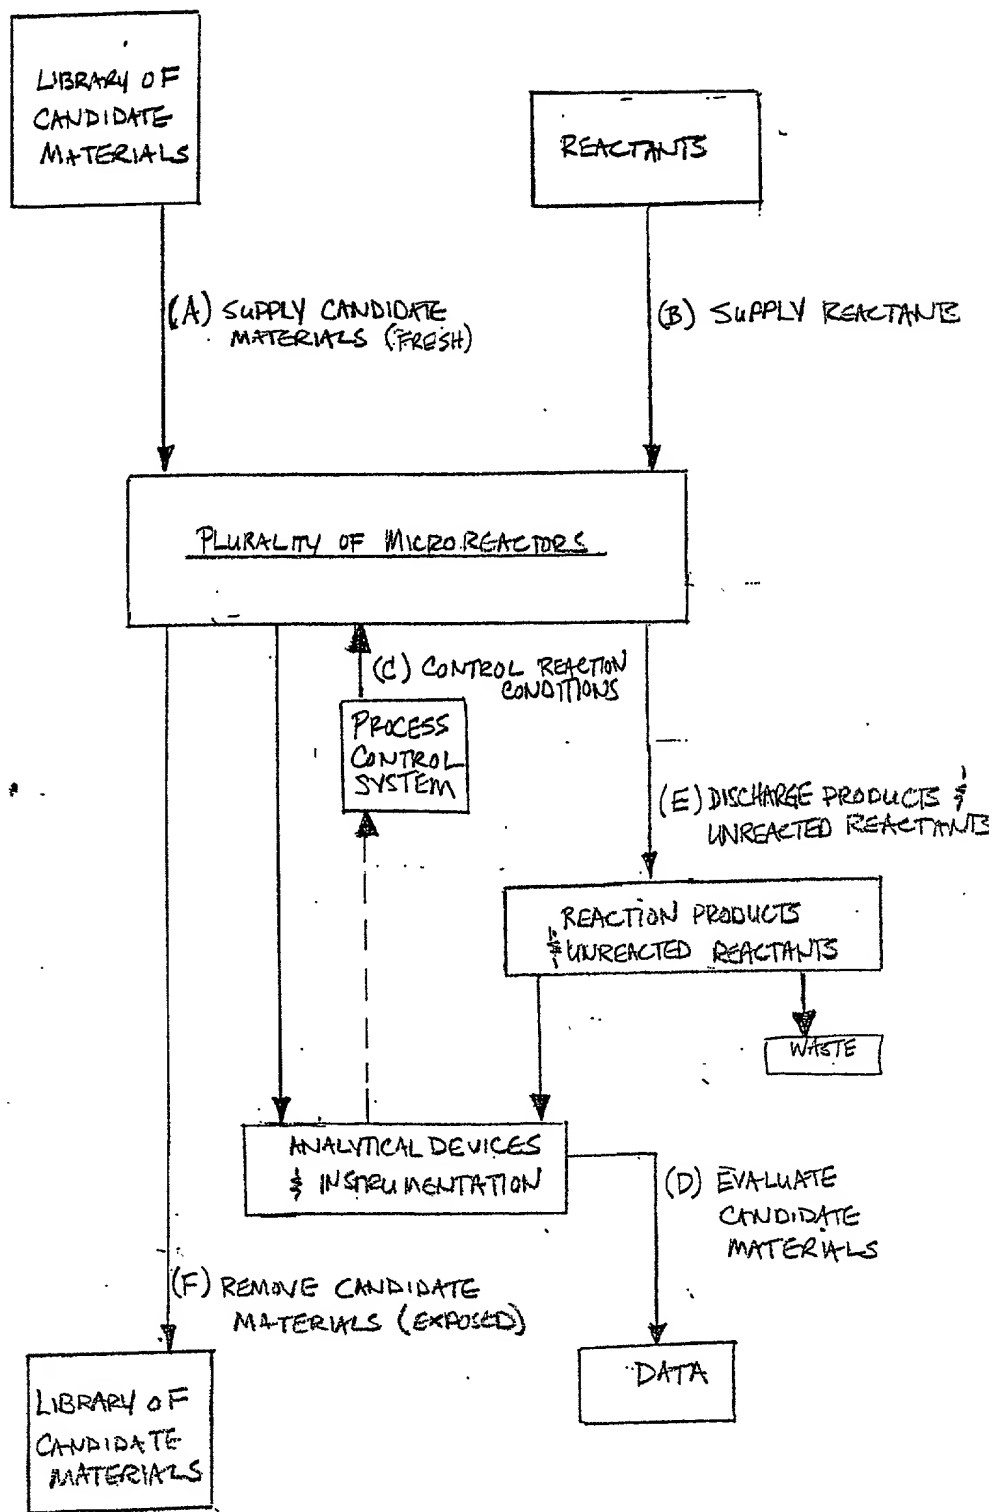 LIBRARY OF
CANDIDATE
MATERIALS
REACTANTS
(A) SUPPLY CANDIDATE
MATERIALS (FRESH)
(B) SUPPLY REACTANTS
PLURALITY OF MICROREACTORS
(C) CONTROL REACTION
CONDITIONS
PROCESS
CONTROL
SYSTEM
(E) DISCHARGE PRODUCTS &
UNREACTED REACTANTS
REACTION PRODUCTS
& UNREACTED REACTANTS
WASTE
ANALYTICAL DEVICES
& INSTRUMENTATION
(D) EVALUATE
CANDIDATE
MATERIALS
(F) REMOVE CANDIDATE
MATERIALS (EXPOSED)
DATA
LIBRARY OF
CANDIDATE
MATERIALS